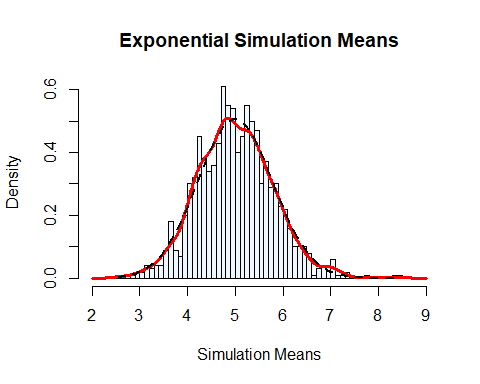 Exponential Simulation Means
Density
0.0 0.2 0.4 0.6
2 3 4 5 6 7 8 9
Simulation Means